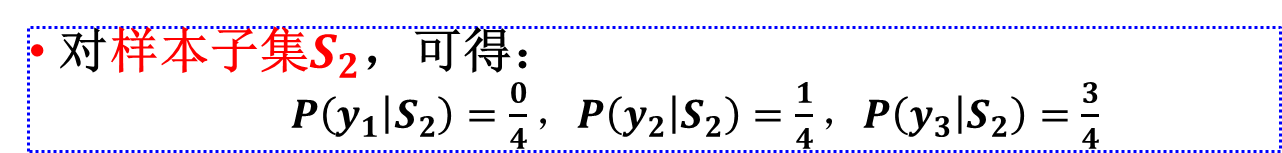 • 对样本子集S₂，可得：
P(y₁|S₂) = 0/4，P(y₂|S₂) = 1/4，P(y₃|S₂) = 3/4